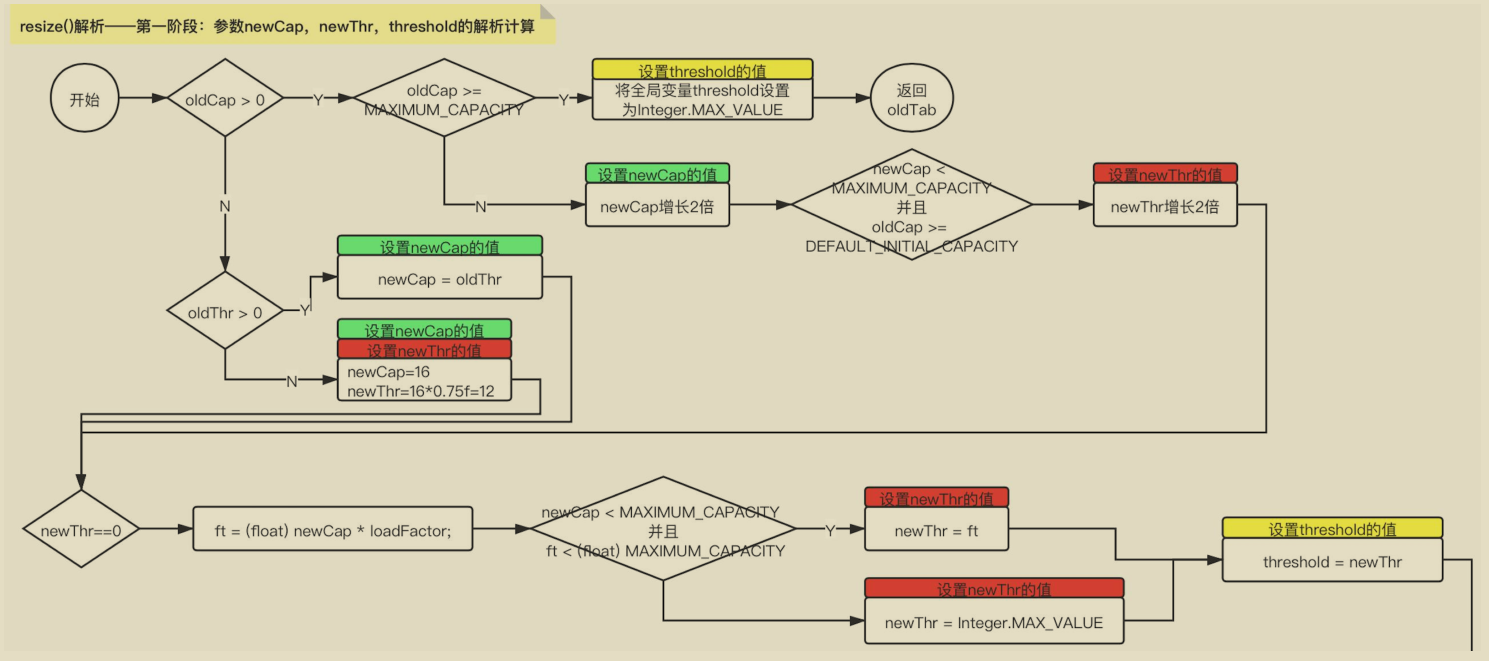 resize()解析——第一阶段：参数newCap，newThr，threshold的解析计算
开始
oldCap > 0
Y
oldCap >=
MAXIMUM_CAPACITY
Y
设置threshold的值
将全局变量threshold设置
为Integer.MAX_VALUE
返回
oldTab
N
N
设置newCap的值
newCap增长2倍
newCap <
MAXIMUM_CAPACITY
并且
oldCap >=
DEFAULT_INITIAL_CAPACITY
设置newThr的值
newThr增长2倍
oldThr > 0
Y
设置newCap的值
newCap = oldThr
N
设置newCap的值
设置newThr的值
newCap=16
newThr=16*0.75f=12
newThr==0
ft = (float) newCap * loadFactor;
newCap < MAXIMUM_CAPACITY
并且
ft < (float) MAXIMUM_CAPACITY
Y
设置newThr的值
newThr = ft
设置newThr的值
newThr = Integer.MAX_VALUE
设置threshold的值
threshold = newThr